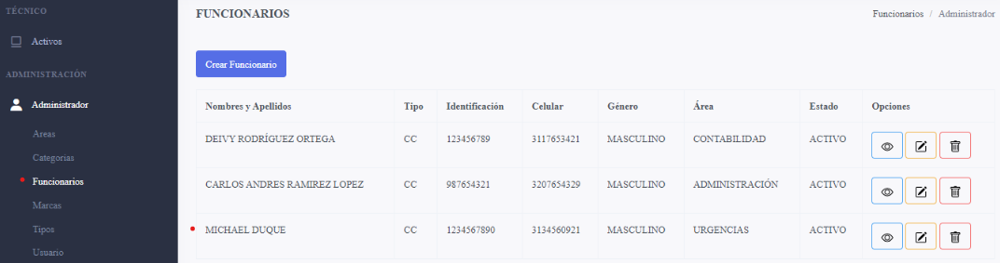 TÉCNICO
Activos
ADMINISTRACIÓN
Administrador
Areas
Categorias
Funcionarios
Marcas
Tipos
Usuario
FUNCIONARIOS
Funcionarios / Administrador
Crear Funcionario
Nombres y Apellidos Tipo Identificación Celular Género Área Estado Opciones
DEIVY RODRÍGUEZ ORTEGA CC 123456789 3117653421 MASCULINO CONTABILIDAD ACTIVO
CARLOS ANDRES RAMIREZ LOPEZ CC 987654321 3207654329 MASCULINO ADMINISTRACIÓN ACTIVO
MICHAEL DUQUE CC 1234567890 3134560921 MASCULINO URGENCIAS ACTIVO